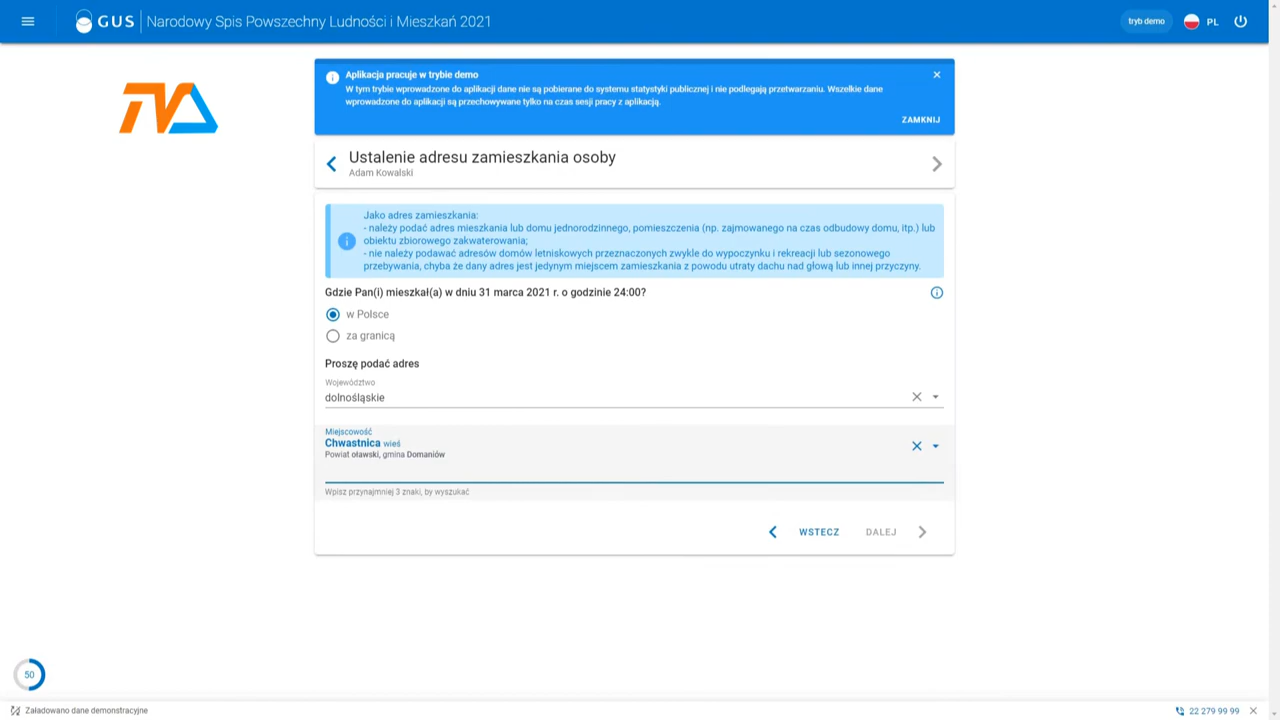 GUS Narodowy Spis Powszechny Ludności i Mieszkań 2021
tryb demo PL
TVA
Aplikacja pracuje w trybie demo
W tym trybie wprowadzone do aplikacji dane nie są pobierane do systemu statystyki publicznej i nie podlegają przetwarzaniu. Wszelkie dane
wprowadzone do aplikacji są przechowywane tylko na czas sesji pracy z aplikacją.
ZAMKNIJ
Ustalenie adresu zamieszkania osoby
Adam Kowalski
Jako adres zamieszkania:
- należy podać adres mieszkania lub domu jednorodzinnego, pomieszczenia (np. zajmowanego na czas odbudowy domu, itp.) lub
obiektu zbiorowego zakwaterowania;
- nie należy podawać adresów domów letniskowych przeznaczonych zwykle do wypoczynku i rekreacji lub sezonowego
przebywania, chyba że dany adres jest jedynym miejscem zamieszkania z powodu utraty dachu nad głową lub innej przyczyny.
Gdzie Pan(i) mieszkał(a) w dniu 31 marca 2021 r. o godzinie 24:00?
w Polsce
za granicą
Proszę podać adres
Województwo
dolnośląskie
Miejscowość
Chwastnica wieś
Powiat oławski, gmina Domaniów
Wpisz przynajmniej 3 znaki, by wyszukać
WSTECZ DALEJ
50
Załadowano dane demonstracyjne
22 279 99 99